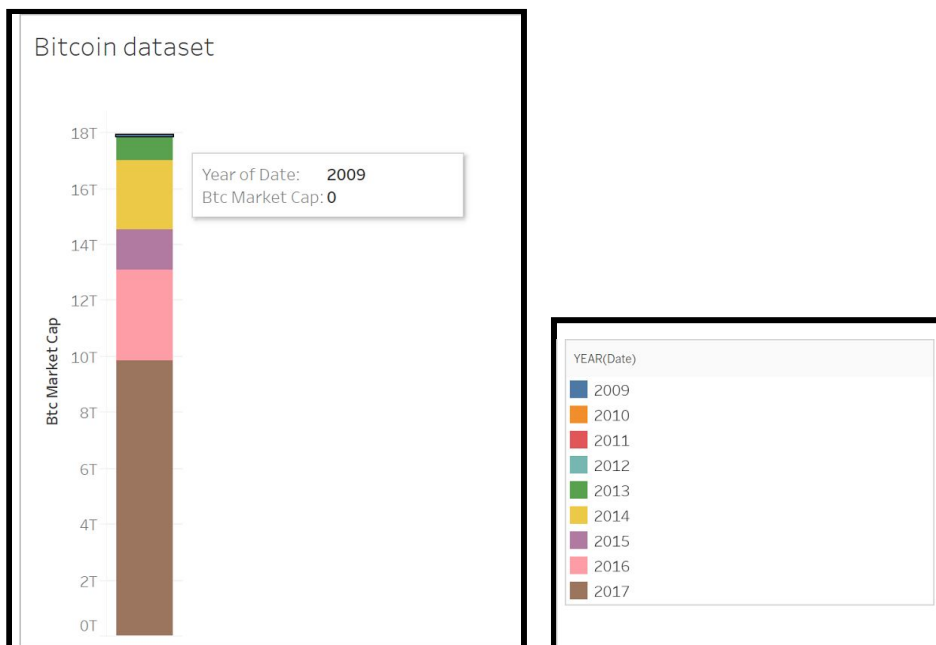 Bitcoin dataset
18T
Year of Date: 2009
Btc Market Cap: 0
16T
14T
12T
10T
8T
6T
4T
2T
0T
Btc Market Cap
YEAR(Date)
2009
2010
2011
2012
2013
2014
2015
2016
2017